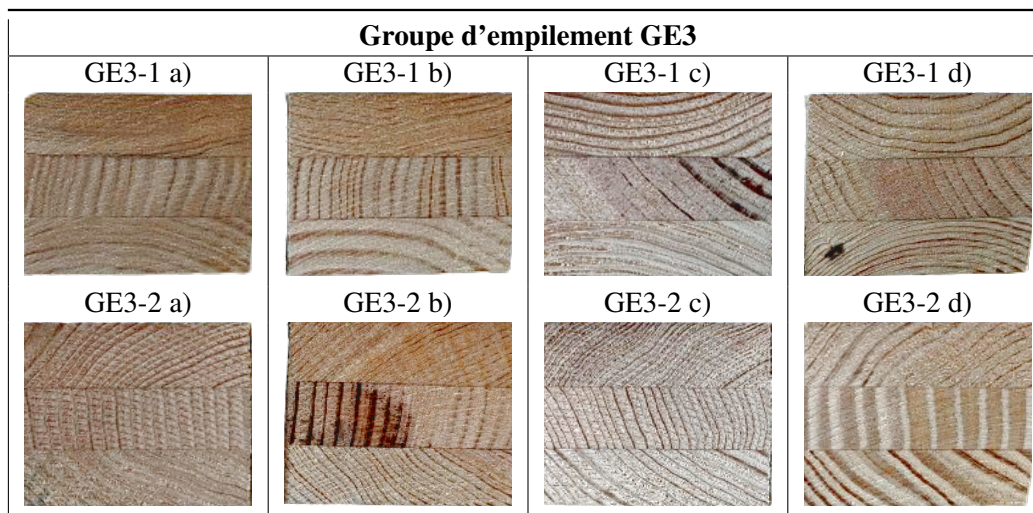 Groupe d'empilement GE3
GE3-1 a) GE3-1 b) GE3-1 c) GE3-1 d)
GE3-2 a) GE3-2 b) GE3-2 c) GE3-2 d)